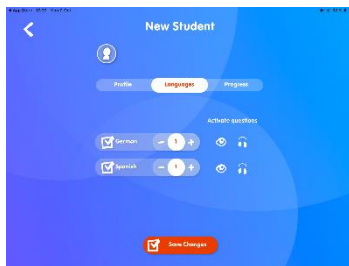 New Student
Profile Languages Progress
Activate questions
German - 1 +
Spanish - 1 +
Save Changes